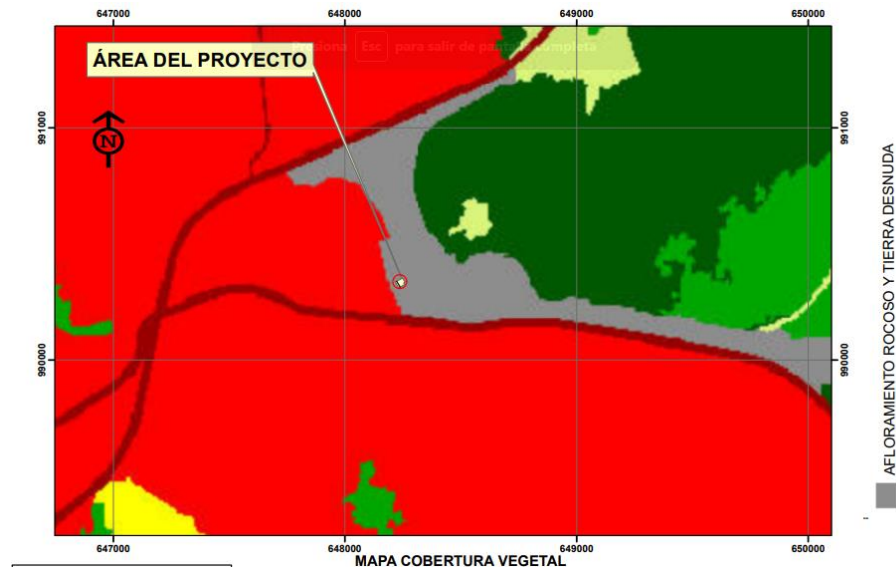 647000 648000 649000 650000
Presiona Esc para salir de pantalla completa
ÁREA DEL PROYECTO
N
991000 991000
990000 990000
647000 648000 649000 650000
MAPA COBERTURA VEGETAL
AFLORAMIENTO ROCOSO Y TIERRA DESNUDA